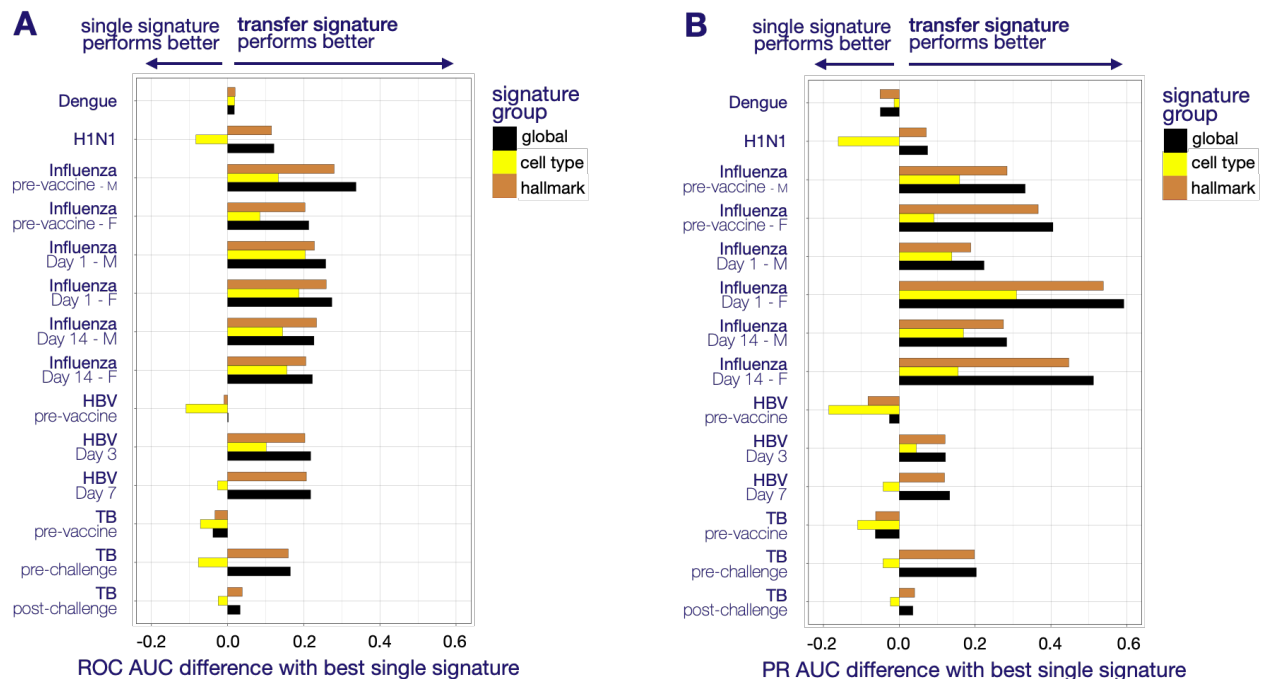 A
single signature
performs better
transfer signature
performs better
Dengue
H1N1
Influenza
pre-vaccine - M
Influenza
pre-vaccine - F
Influenza
Day 1 - M
Influenza
Day 1 - F
Influenza
Day 14 - M
Influenza
Day 14 - F
HBV
pre-vaccine
HBV
Day 3
HBV
Day 7
TB
pre-vaccine
TB
pre-challenge
TB
post-challenge
-0.2 0.0 0.2 0.4 0.6
ROC AUC difference with best single signature
signature
group
global
cell type
hallmark
B
single signature
performs better
transfer signature
performs better
Dengue
H1N1
Influenza
pre-vaccine - M
Influenza
pre-vaccine - F
Influenza
Day 1 - M
Influenza
Day 1 - F
Influenza
Day 14 - M
Influenza
Day 14 - F
HBV
pre-vaccine
HBV
Day 3
HBV
Day 7
TB
pre-vaccine
TB
pre-challenge
TB
post-challenge
-0.2 0.0 0.2 0.4 0.6
PR AUC difference with best single signature
signature
group
global
cell type
hallmark